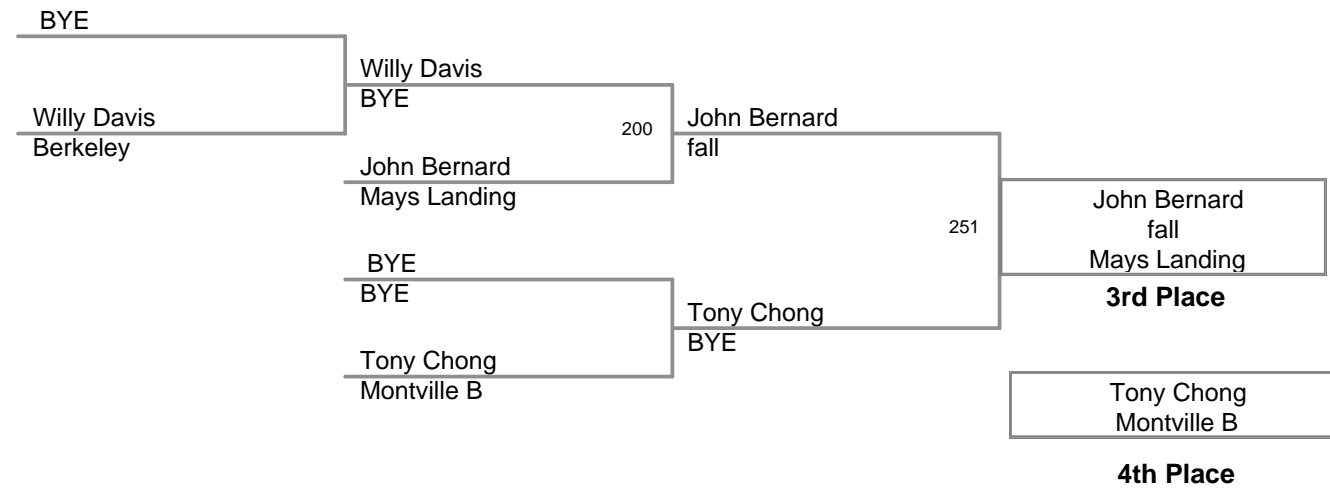 BYE
Willy Davis
Berkeley
Willy Davis
BYE
200
John Bernard
Mays Landing
BYE
BYE
Tony Chong
Montville B
John Bernard
fall
251
Tony Chong
BYE
John Bernard
fall
Mays Landing
3rd Place
Tony Chong
Montville B
4th Place